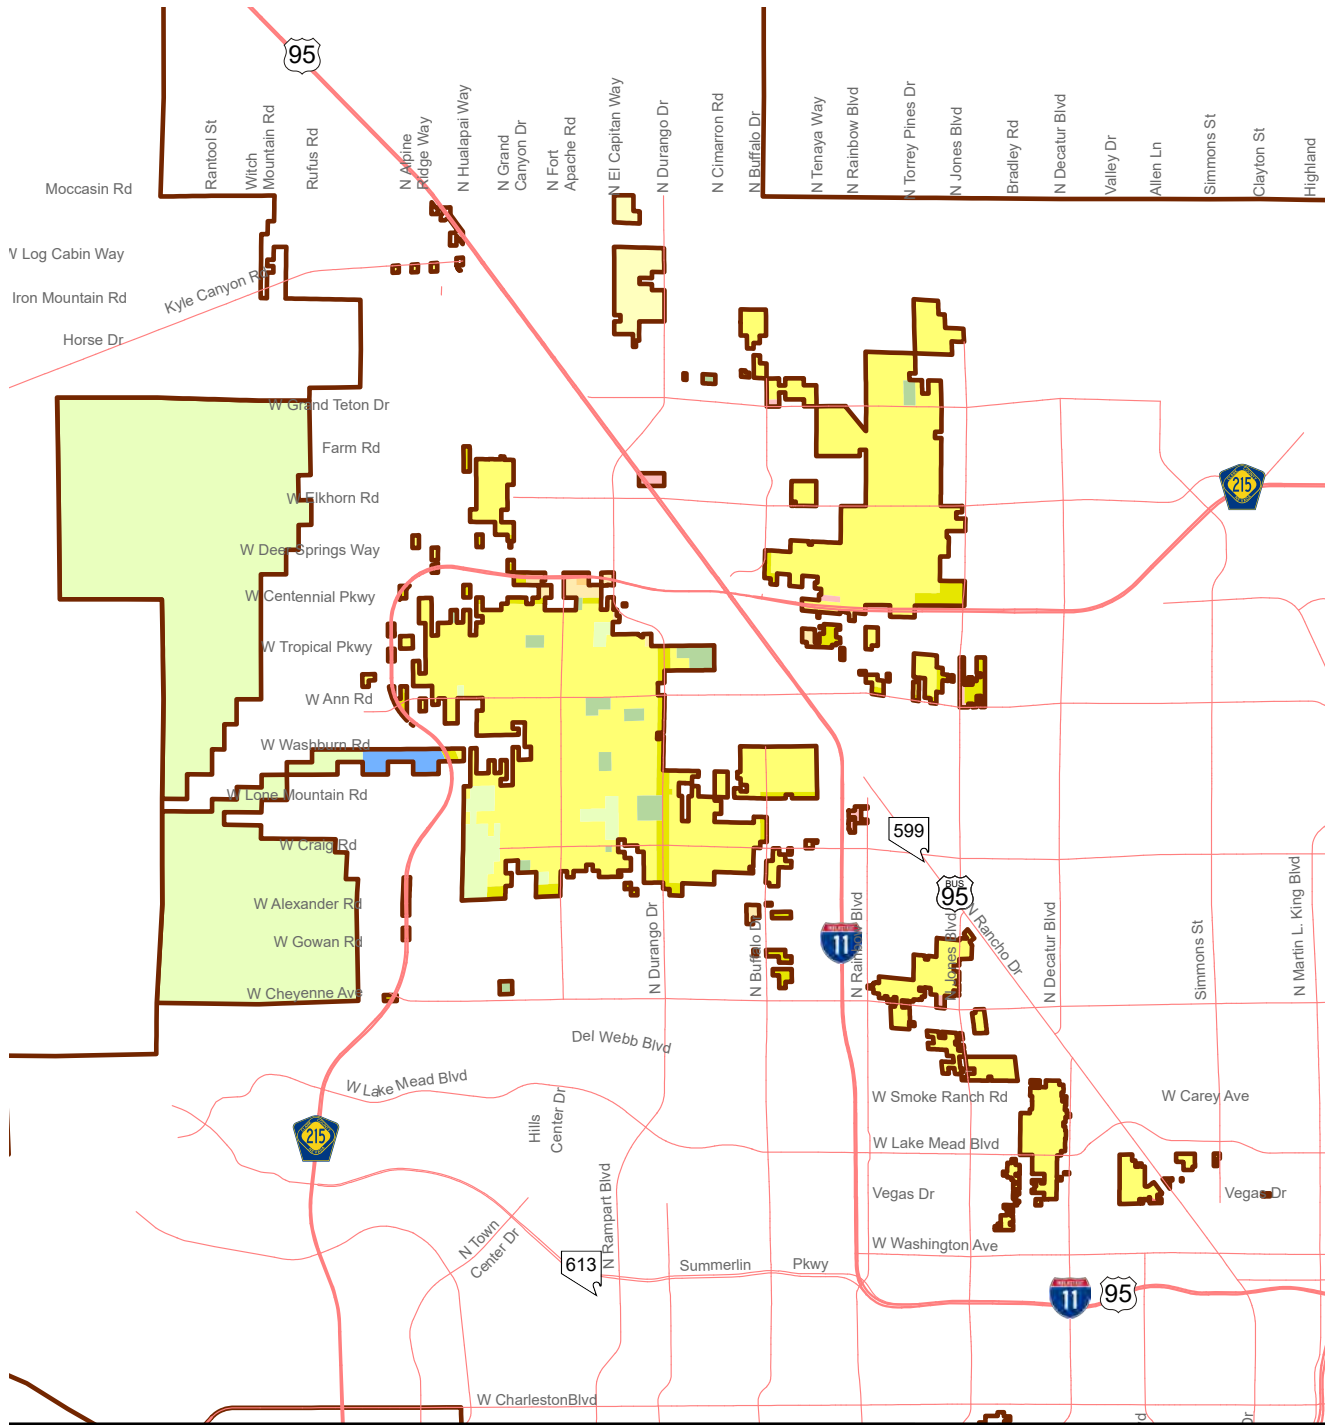 95
Rantool St
Witch
Mountain Rd
Rufus Rd
N Alpine
Ridge Way
N Hualapai Way
N Grand
Canyon Dr
N Fort
Apache Rd
N El Capitan Way
N Durango Dr
N Cimarron Rd
N Buffalo Dr
N Tenaya Way
N Rainbow Blvd
N Torrey Pines Dr
N Jones Blvd
Bradley Rd
N Decatur Blvd
Valley Dr
Allen Ln
Simmons St
Clayton St
Highland
Moccasin Rd
W Log Cabin Way
Kyle Canyon Rd
Iron Mountain Rd
Horse Dr
W Grand Teton Dr
Farm Rd
W Elkhorn Rd
215
W Deer Springs Way
W Centennial Pkwy
W Tropical Pkwy
W Ann Rd
W Washburn Rd
W Lone Mountain Rd
599
W Craig Rd
BUS
95
W Alexander Rd
W Gowan Rd
W Cheyenne Ave
N Durango Dr
N Buffalo Dr
11
N Rainbow Blvd
N Jones Blvd
N Rancho Dr
N Decatur Blvd
Simmons St
N Martin L. King Blvd
Del Webb Blvd
W Lake Mead Blvd
W Smoke Ranch Rd
W Carey Ave
215
Hills
Center Dr
W Lake Mead Blvd
Vegas Dr
Vegas Dr
N Rampart Blvd
N Town
Center Dr
W Washington Ave
613
Summerlin Pkwy
11
95
W CharlestonBlvd
rd
Dr